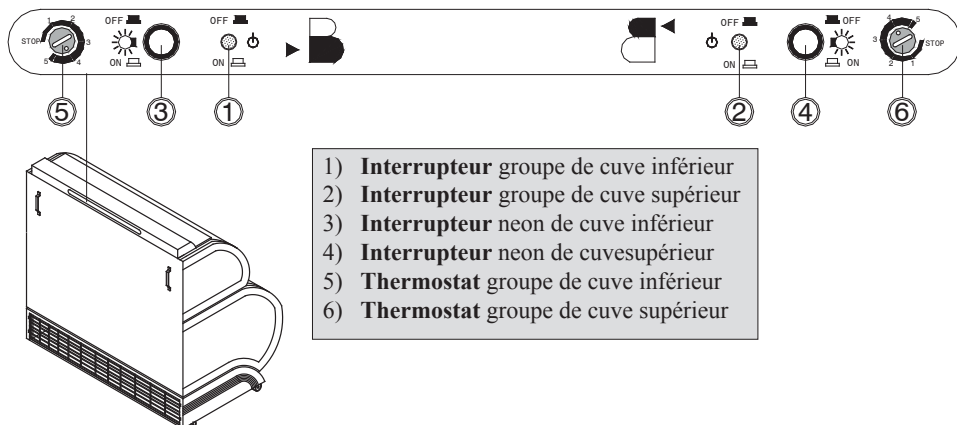 1 2 OFF OFF OFF OFF 4 5
STOP 3 3 STOP
5 4 ON ON ON ON 2 1
5 3 1 2 4 6
1) Interrupteur groupe de cuve inférieur
2) Interrupteur groupe de cuve supérieur
3) Interrupteur neon de cuve inférieur
4) Interrupteur neon de cuvesupérieur
5) Thermostat groupe de cuve inférieur
6) Thermostat groupe de cuve supérieur